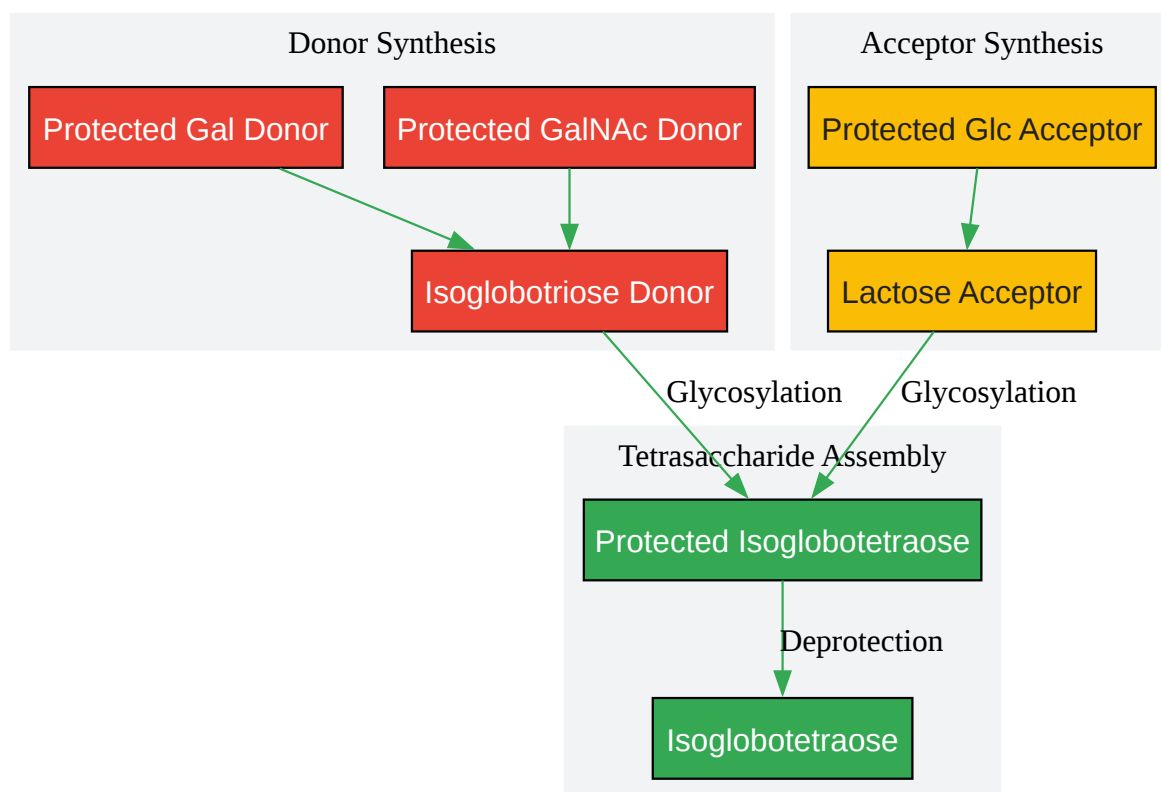 Donor Synthesis
Acceptor Synthesis
Protected Gal Donor
Protected GalNAc Donor
Protected Glc Acceptor
Isoglobotriose Donor
Lactose Acceptor
Glycosylation
Glycosylation
Tetrasaccharide Assembly
Protected Isoglobotetraose
Deprotection
Isoglobotetraose